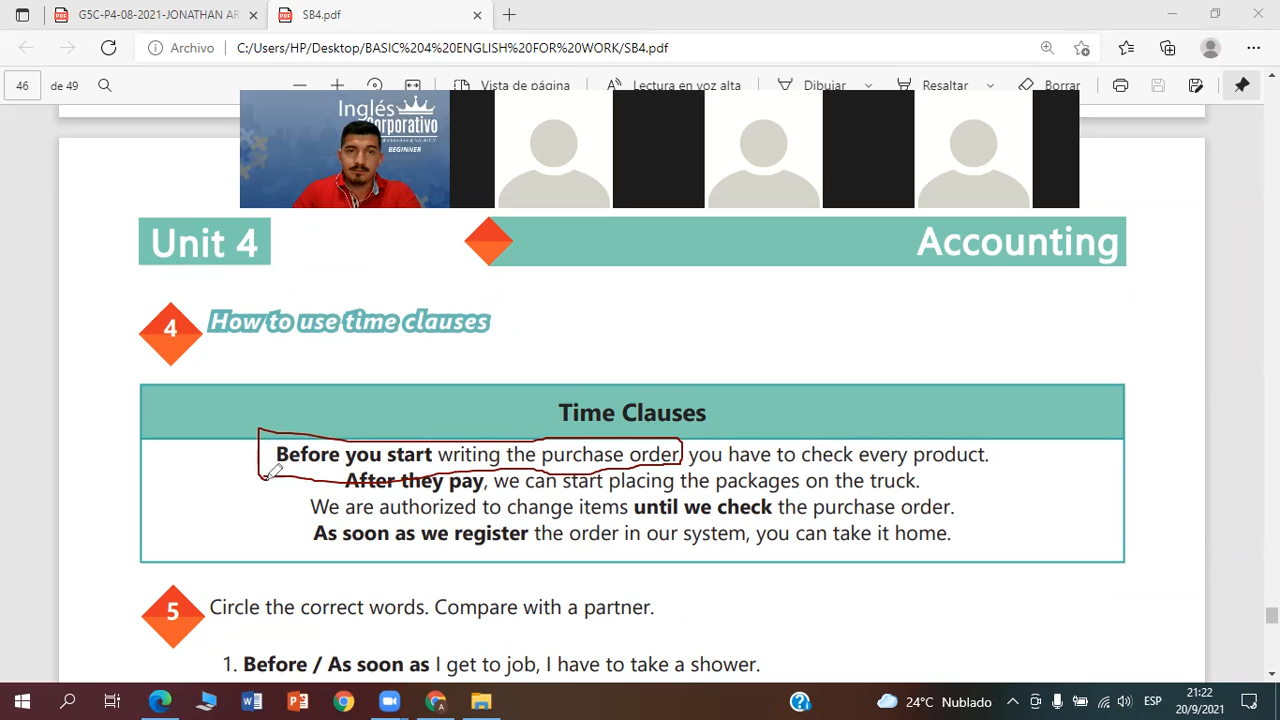 G5C-P4-08-2021-JONATHAN AR
SB4.pdf
Archivo
C:/Users/HP/Desktop/BASIC%204%20ENGLISH%20FOR%20WORK/SB4.pdf
46 de 49
Vista de página
Lectura en voz alta
Dibujar
Resaltar
Borrar
Inglés
Corporativo
BEGINNER
Unit 4
Accounting
4 How to use time clauses
Time Clauses
Before you start writing the purchase order, you have to check every product.
After they pay, we can start placing the packages on the truck.
We are authorized to change items until we check the purchase order.
As soon as we register the order in our system, you can take it home.
5 Circle the correct words. Compare with a partner.
1. Before / As soon as I get to job, I have to take a shower.
24°C Nublado
ESP
21:22
20/9/2021